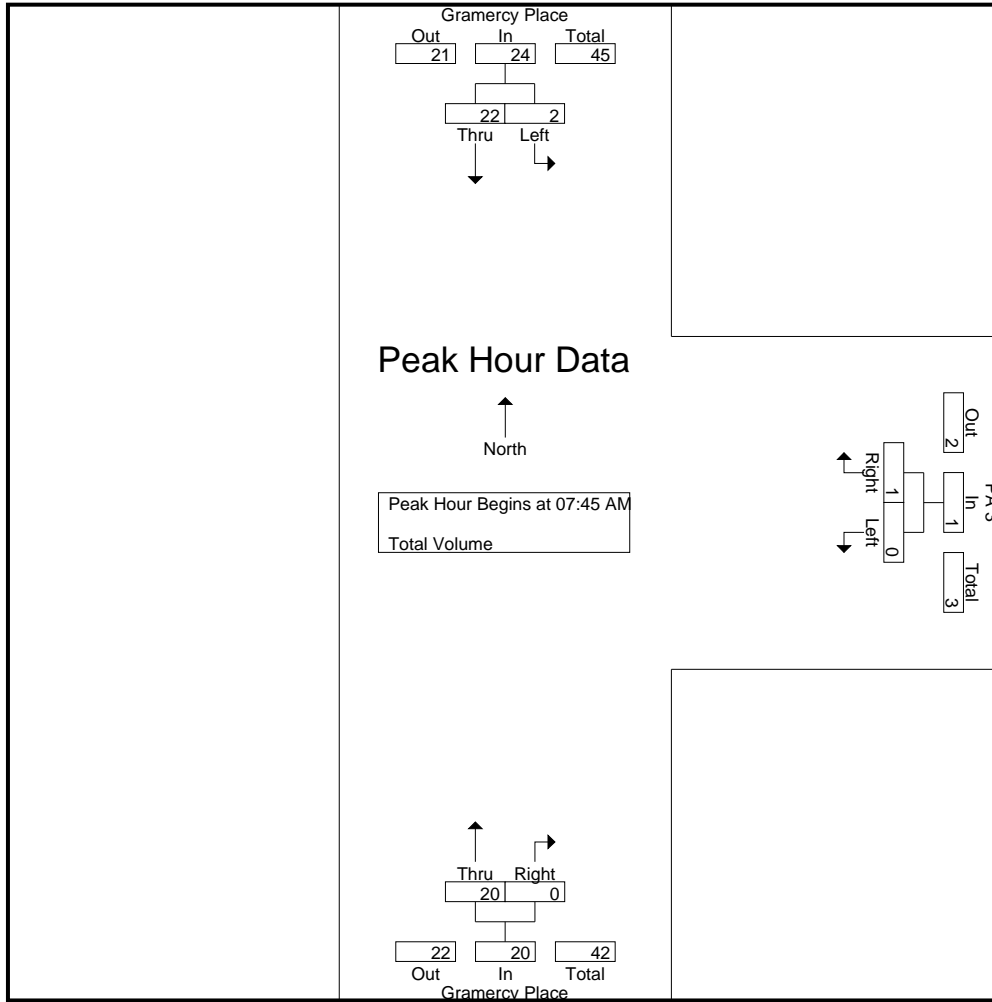 Gramercy Place
Out In Total
21 24 45
22 2
Thru Left
Peak Hour Data
North
Peak Hour Begins at 07:45 AM
Total Volume
Out In Total
2 1 3
Right Left
1 0
Thru Right
20 0
22 20 42
Out In Total
Gramercy Place